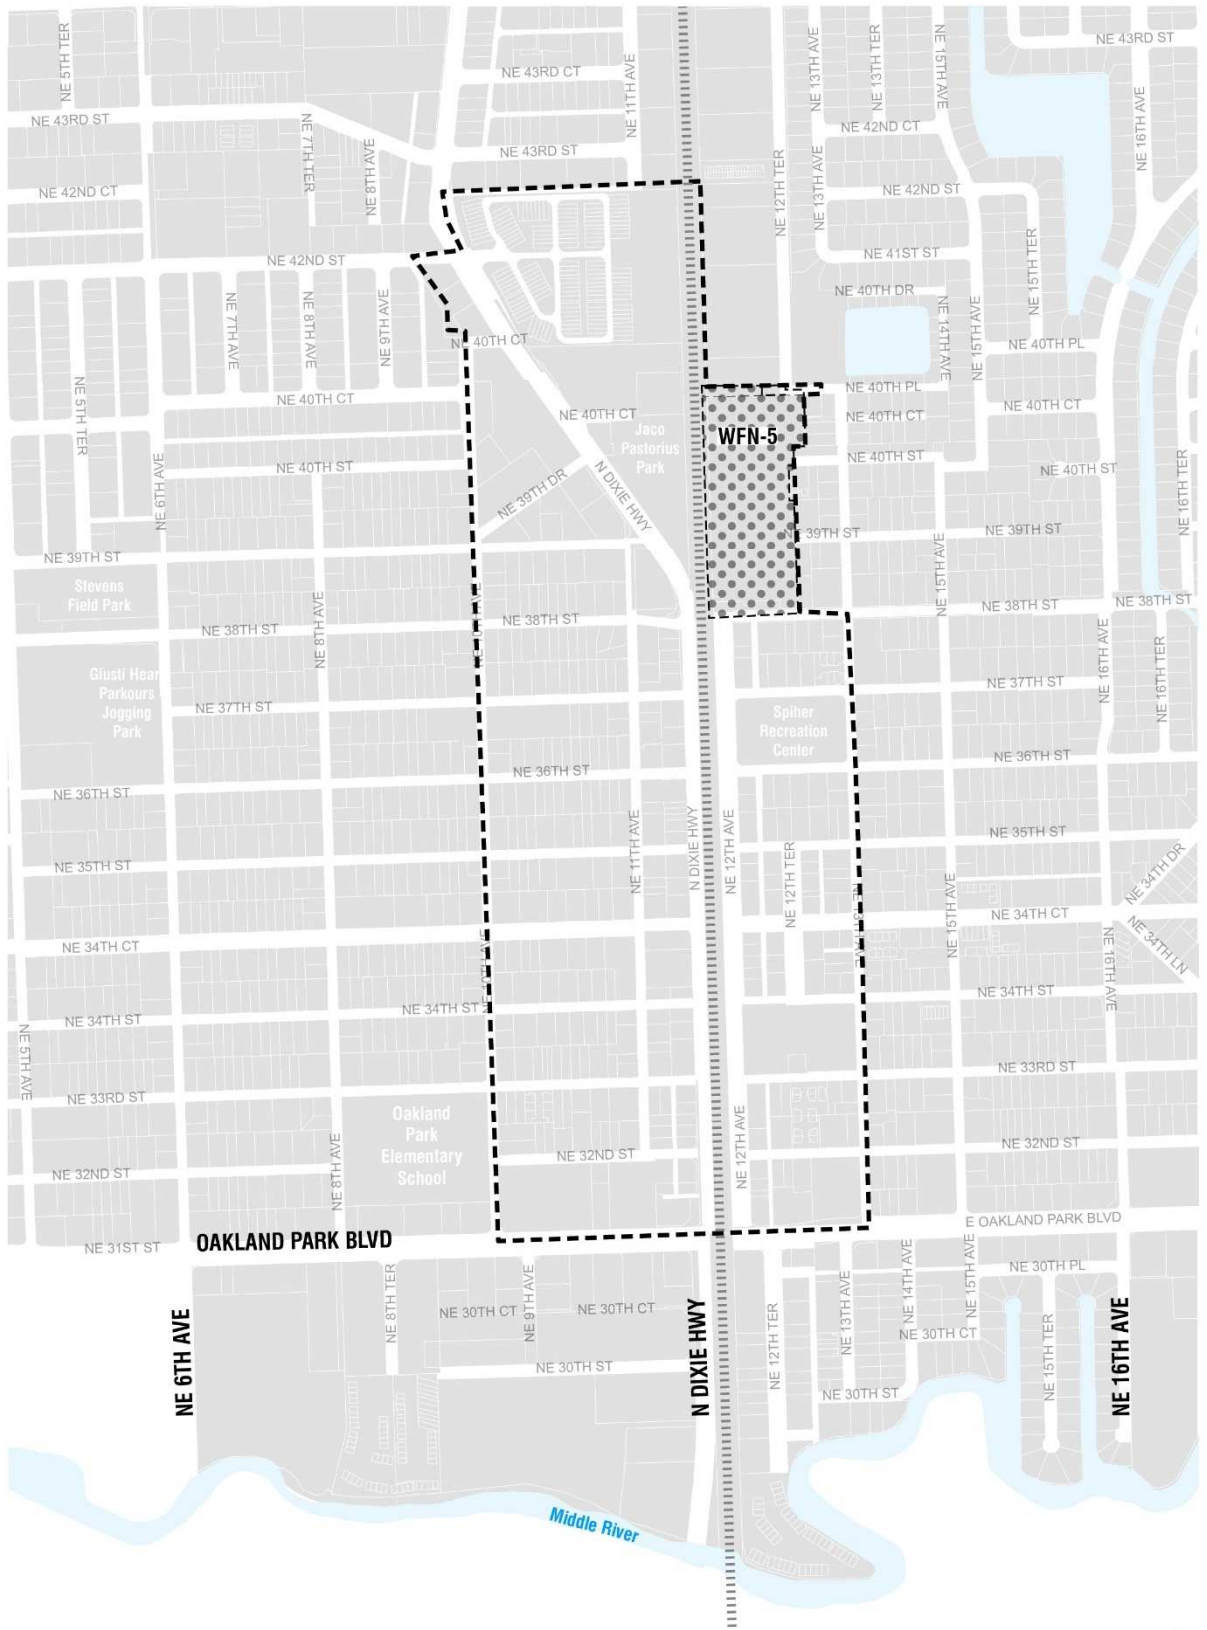 NE 5TH TER
NE 43RD ST
NE 7TH TER
NE 8TH AVE
NE 42ND CT
NE 43RD CT
NE 11TH AVE
NE 43RD ST
NE 13TH AVE
NE 13TH TER
NE 15TH AVE
NE 43RD ST
NE 16TH AVE
NE 42ND CT
NE 12TH TER
NE 13TH AVE
NE 42ND ST
NE 41ST ST
NE 15TH TER
NE 42ND ST
NE 7TH AVE
NE 8TH AVE
NE 9TH AVE
NE 40TH CT
NE 40TH DR
NE 14TH AVE
NE 15TH AVE
NE 40TH PL
NE 5TH TER
NE 40TH CT
NE 40TH CT
Jaco
Pastorius
Park
WFN-5
NE 40TH PL
NE 40TH CT
NE 40TH CT
NE 6TH AVE
NE 40TH ST
NE 39TH DR
N DIXIE HWY
NE 40TH ST
NE 40TH ST
NE 16TH TER
NE 39TH ST
NE 39TH ST
NE 39TH ST
Stevens
Field Park
NE 8TH AVE
NE 15TH AVE
NE 38TH ST
NE 38TH ST
NE 38TH ST
NE 38TH ST
NE 10TH AVE
Giusti Hear
Parkours
Jogging
Park
NE 37TH ST
NE 37TH ST
NE 16TH AVE
NE 16TH TER
Spiher
Recreation
Center
NE 36TH ST
NE 36TH ST
NE 36TH ST
NE 35TH ST
NE 11TH AVE
N DIXIE HWY
NE 12TH AVE
NE 12TH TER
NE 35TH ST
NE 34TH DR
NE 13TH AVE
NE 15TH AVE
NE 34TH CT
NE 34TH CT
NE 34TH LN
NE 16TH AVE
NE 10TH AVE
NE 34TH ST
NE 34TH ST
NE 34TH ST
NE 5TH AVE
NE 33RD ST
NE 33RD ST
Oakland
Park
Elementary
School
NE 8TH AVE
NE 12TH AVE
NE 32ND ST
NE 32ND ST
NE 32ND ST
NE 31ST ST
OAKLAND PARK BLVD
E OAKLAND PARK BLVD
NE 6TH AVE
NE 8TH TER
NE 30TH CT
NE 9TH AVE
NE 30TH CT
NE 30TH ST
N DIXIE HWY
NE 12TH TER
NE 13TH AVE
NE 14TH AVE
NE 15TH AVE
NE 30TH PL
NE 30TH CT
NE 30TH ST
NE 15TH TER
NE 16TH AVE
Middle River